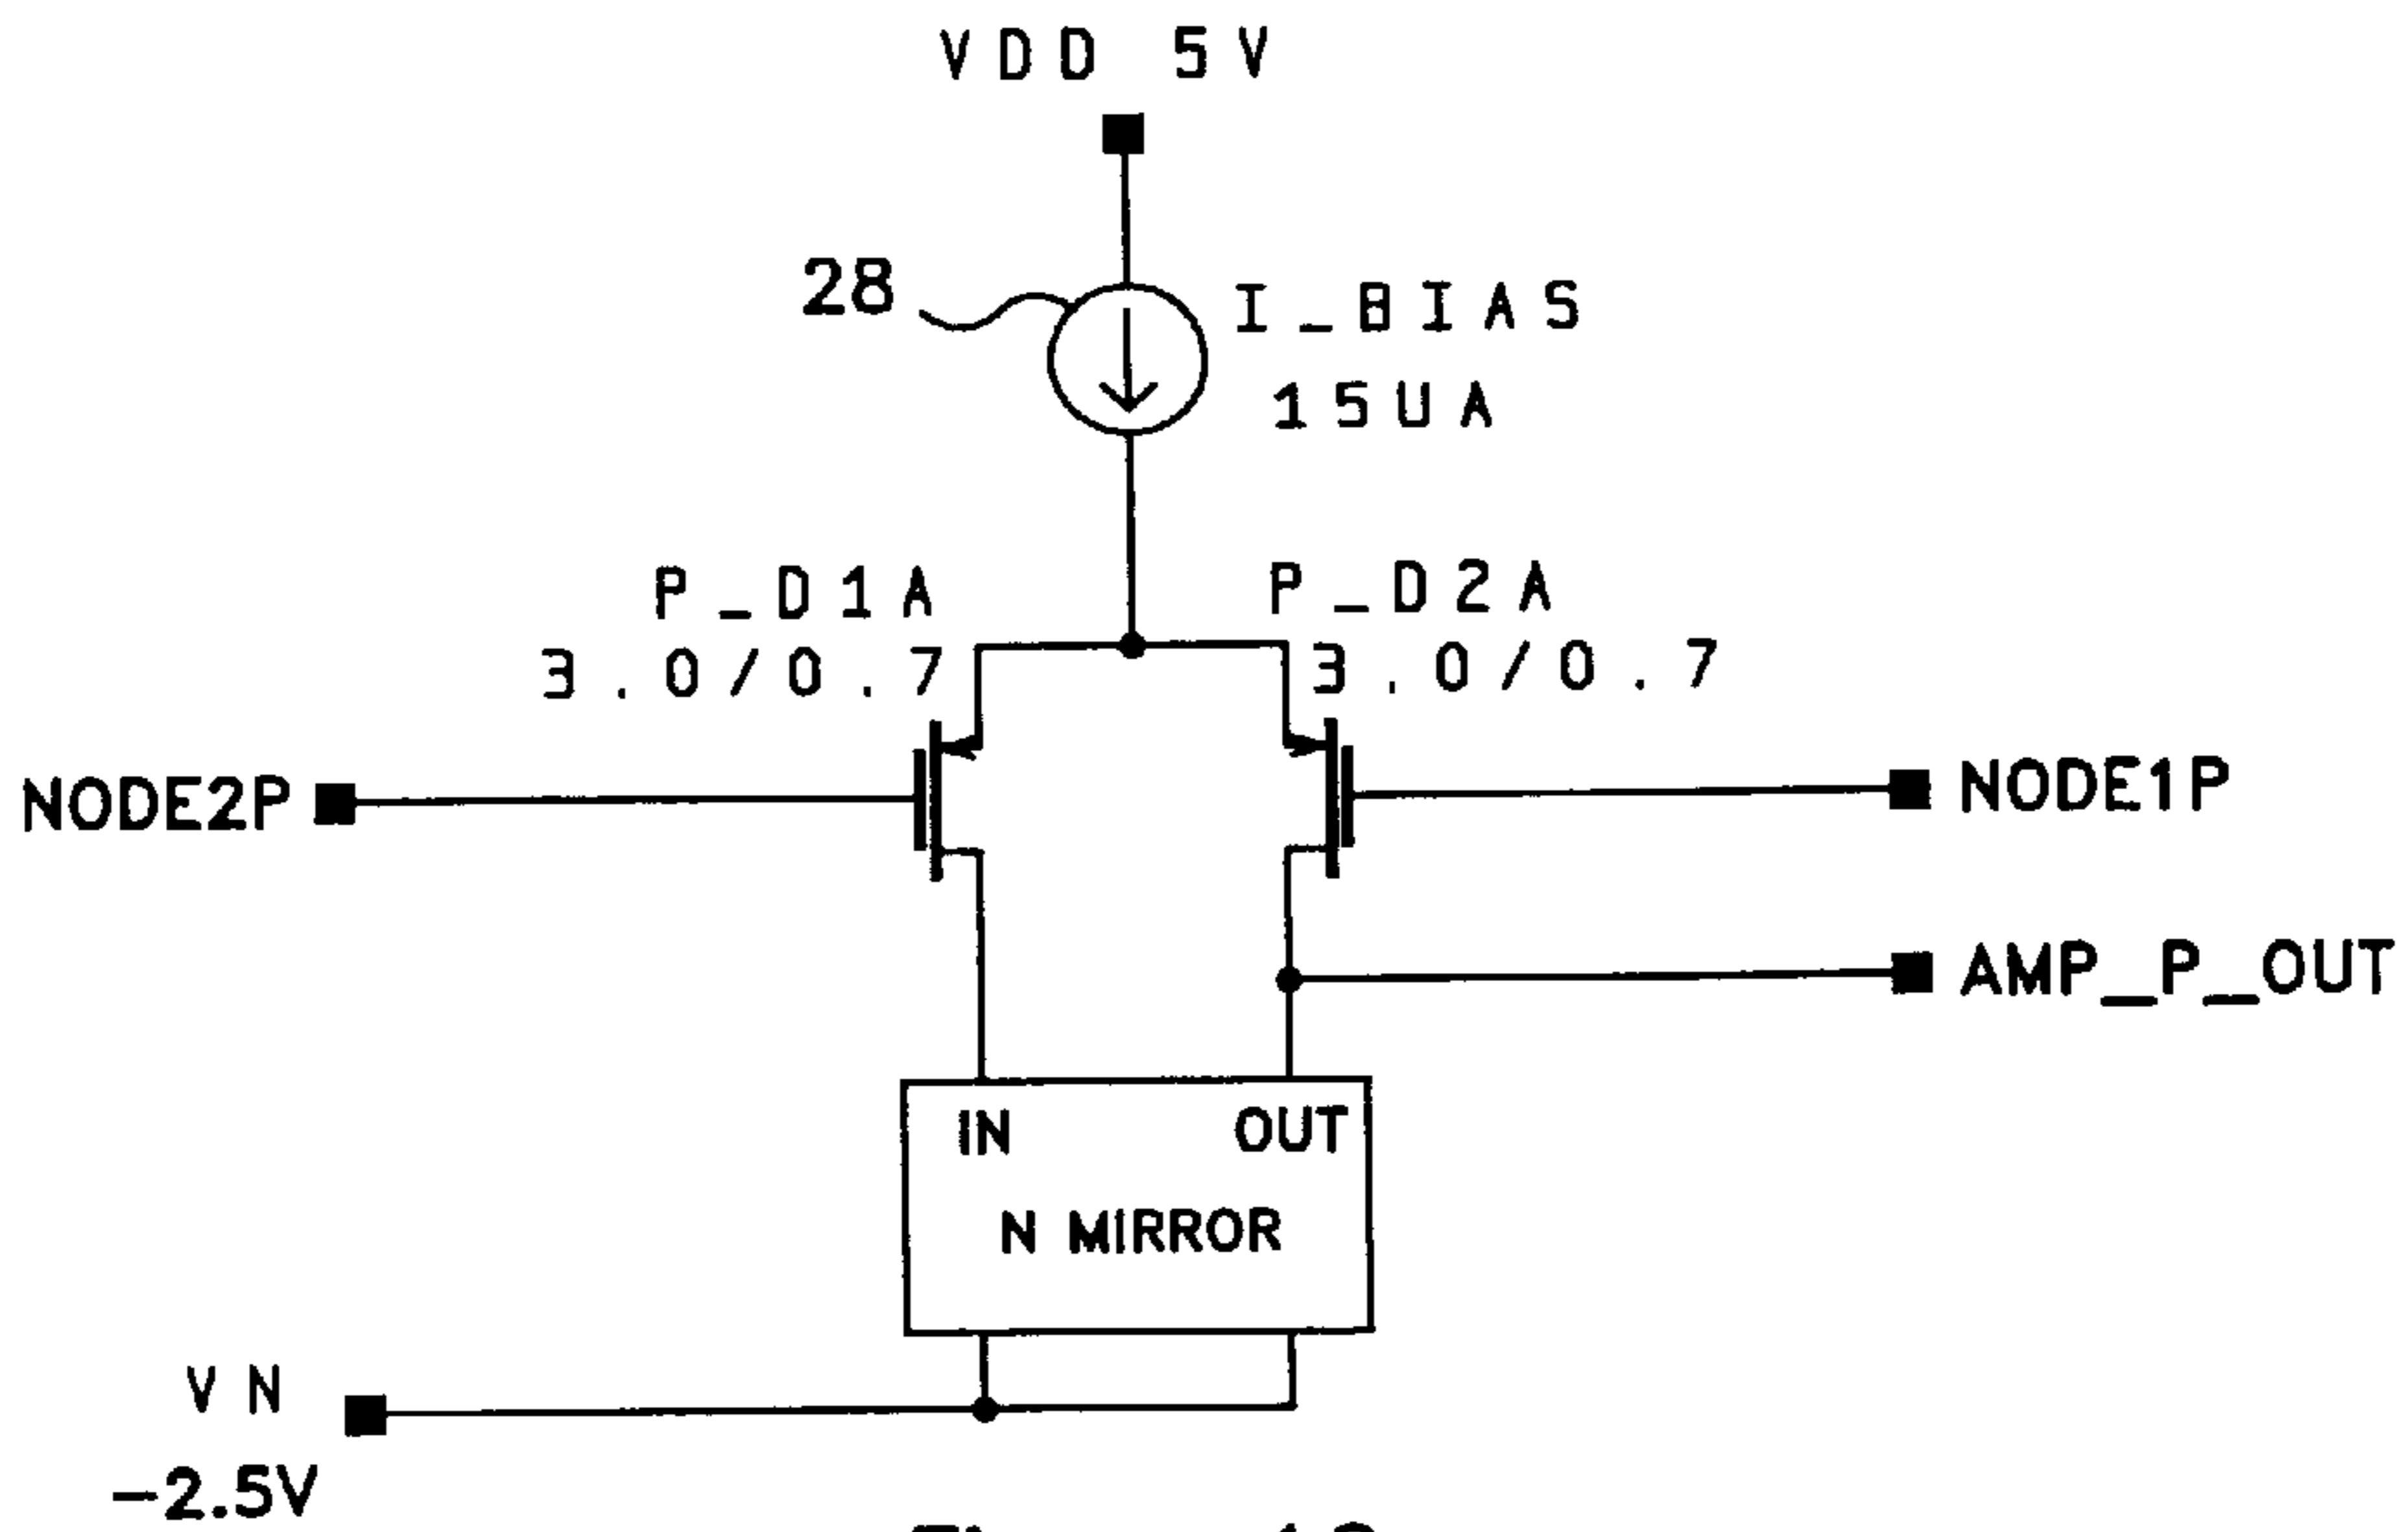 VDD 5V
28
I_BIAS
15UA
P_D1A
3.0/0.7
P_D2A
3.0/0.7
NODE2P
NODE1P
AMP_P_OUT
IN
OUT
N MIRROR
VN
-2.5V